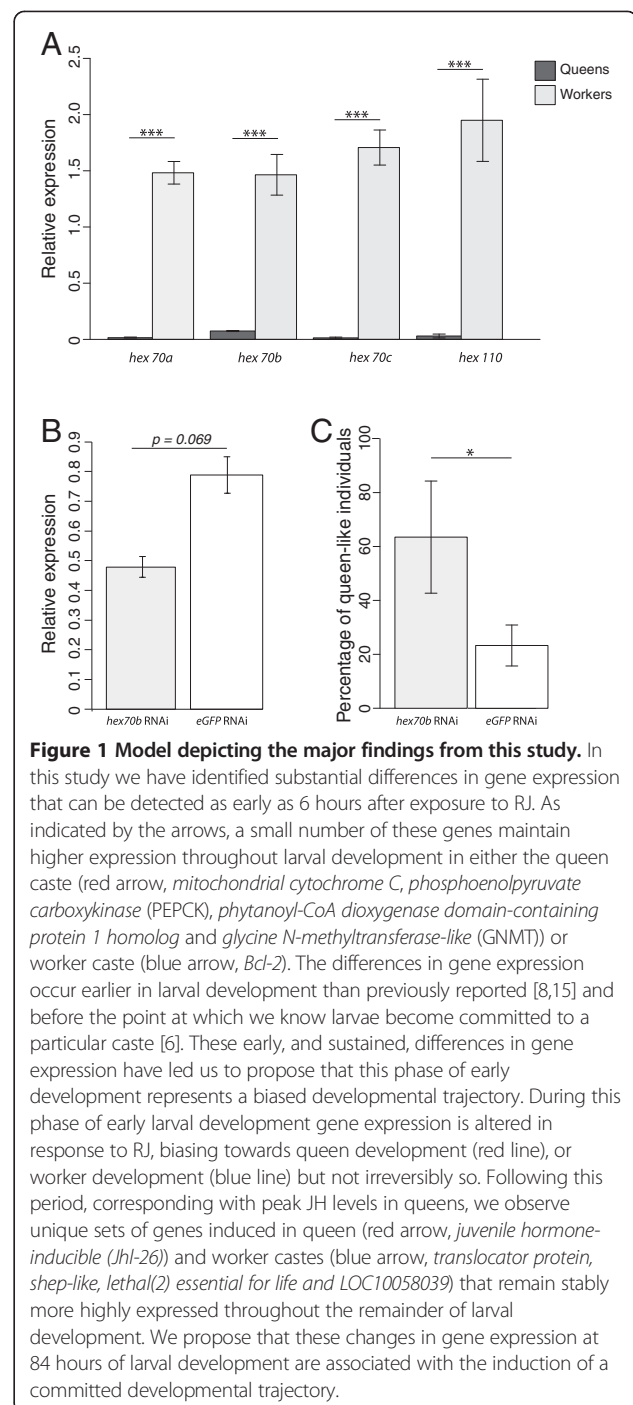 A
Relative expression
2.5
2.0
1.5
1.0
0.5
0
***
***
***
***
Queens
Workers
hex 70a
hex 70b
hex 70c
hex 110
B
Relative expression
0.9
0.8
0.7
0.6
0.5
0.4
0.3
0.2
0.1
0
p = 0.069
hex70b RNAi
eGFP RNAi
C
Percentage of queen-like individuals
100
80
60
40
20
0
*
hex70b RNAi
eGFP RNAi
Figure 1 Model depicting the major findings from this study. In
this study we have identified substantial differences in gene expression
that can be detected as early as 6 hours after exposure to RJ. As
indicated by the arrows, a small number of these genes maintain
higher expression throughout larval development in either the queen
caste (red arrow, mitochondrial cytochrome C, phosphoenolpyruvate
carboxykinase (PEPCK), phytanoyl-CoA dioxygenase domain-containing
protein 1 homolog and glycine N-methyltransferase-like (GNMT)) or
worker caste (blue arrow, Bcl-2). The differences in gene expression
occur earlier in larval development than previously reported [8,15] and
before the point at which we know larvae become committed to a
particular caste [6]. These early, and sustained, differences in gene
expression have led us to propose that this phase of early
development represents a biased developmental trajectory. During this
phase of early larval development gene expression is altered in
response to RJ, biasing towards queen development (red line), or
worker development (blue line) but not irreversibly so. Following this
period, corresponding with peak JH levels in queens, we observe
unique sets of genes induced in queen (red arrow, juvenile hormone-
inducible (Jhl-26)) and worker castes (blue arrow, translocator protein,
shep-like, lethal(2) essential for life and LOC10058039) that remain stably
more highly expressed throughout the remainder of larval
development. We propose that these changes in gene expression at
84 hours of larval development are associated with the induction of a
committed developmental trajectory.